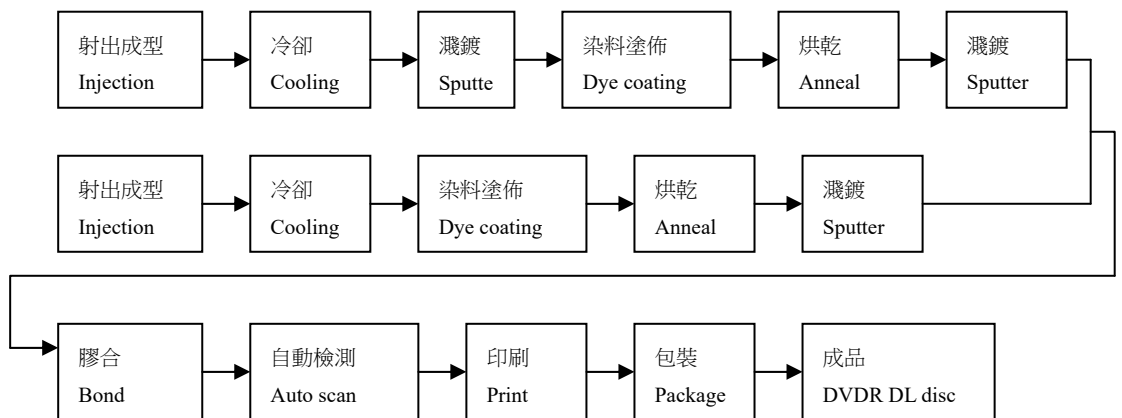 射出成型
Injection
冷卻
Cooling
濺鍍
Sputte
染料塗佈
Dye coating
烘乾
Anneal
濺鍍
Sputter
射出成型
Injection
冷卻
Cooling
染料塗佈
Dye coating
烘乾
Anneal
濺鍍
Sputter
膠合
Bond
自動檢測
Auto scan
印刷
Print
包裝
Package
成品
DVDR DL disc